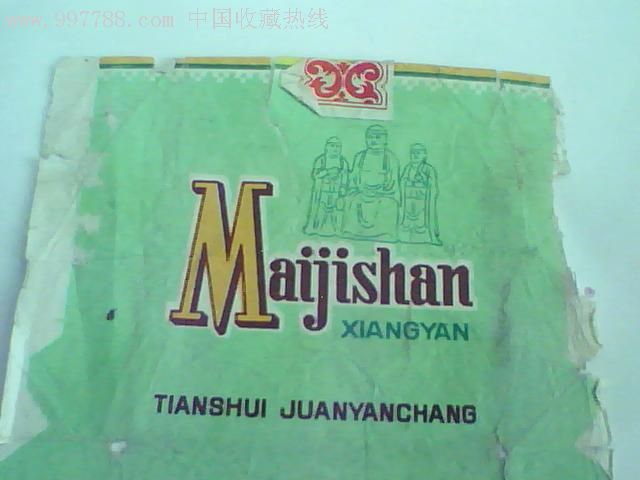 www.997788.com 中国收藏热线
Maijishan
XIANGYAN
TIANSHUI JUANYANCHANG